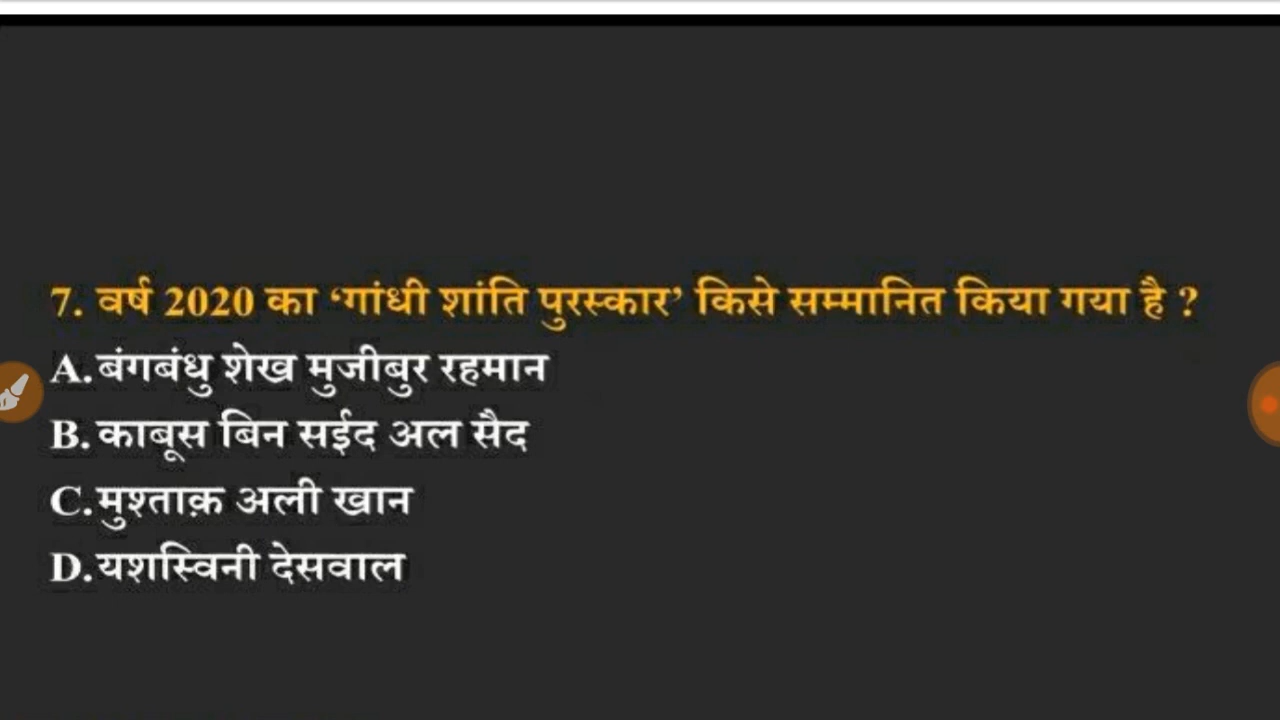 7. वर्ष 2020 का ‘गांधी शांति पुरस्कार’ किसे सम्मानित किया गया है ?
A.बंगबंधु शेख मुजीबुर रहमान
B.काबूस बिन सईद अल सैद
C.मुश्ताक़ अली खान
D.यशस्विनी देसवाल